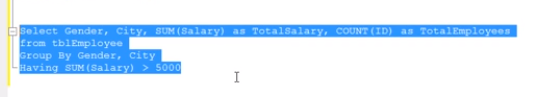 Select Gender, City, SUM(Salary) as TotalSalary, COUNT(ID) as TotalEmployees
from tblEmployee
Group By Gender, City
Having SUM(Salary) > 5000